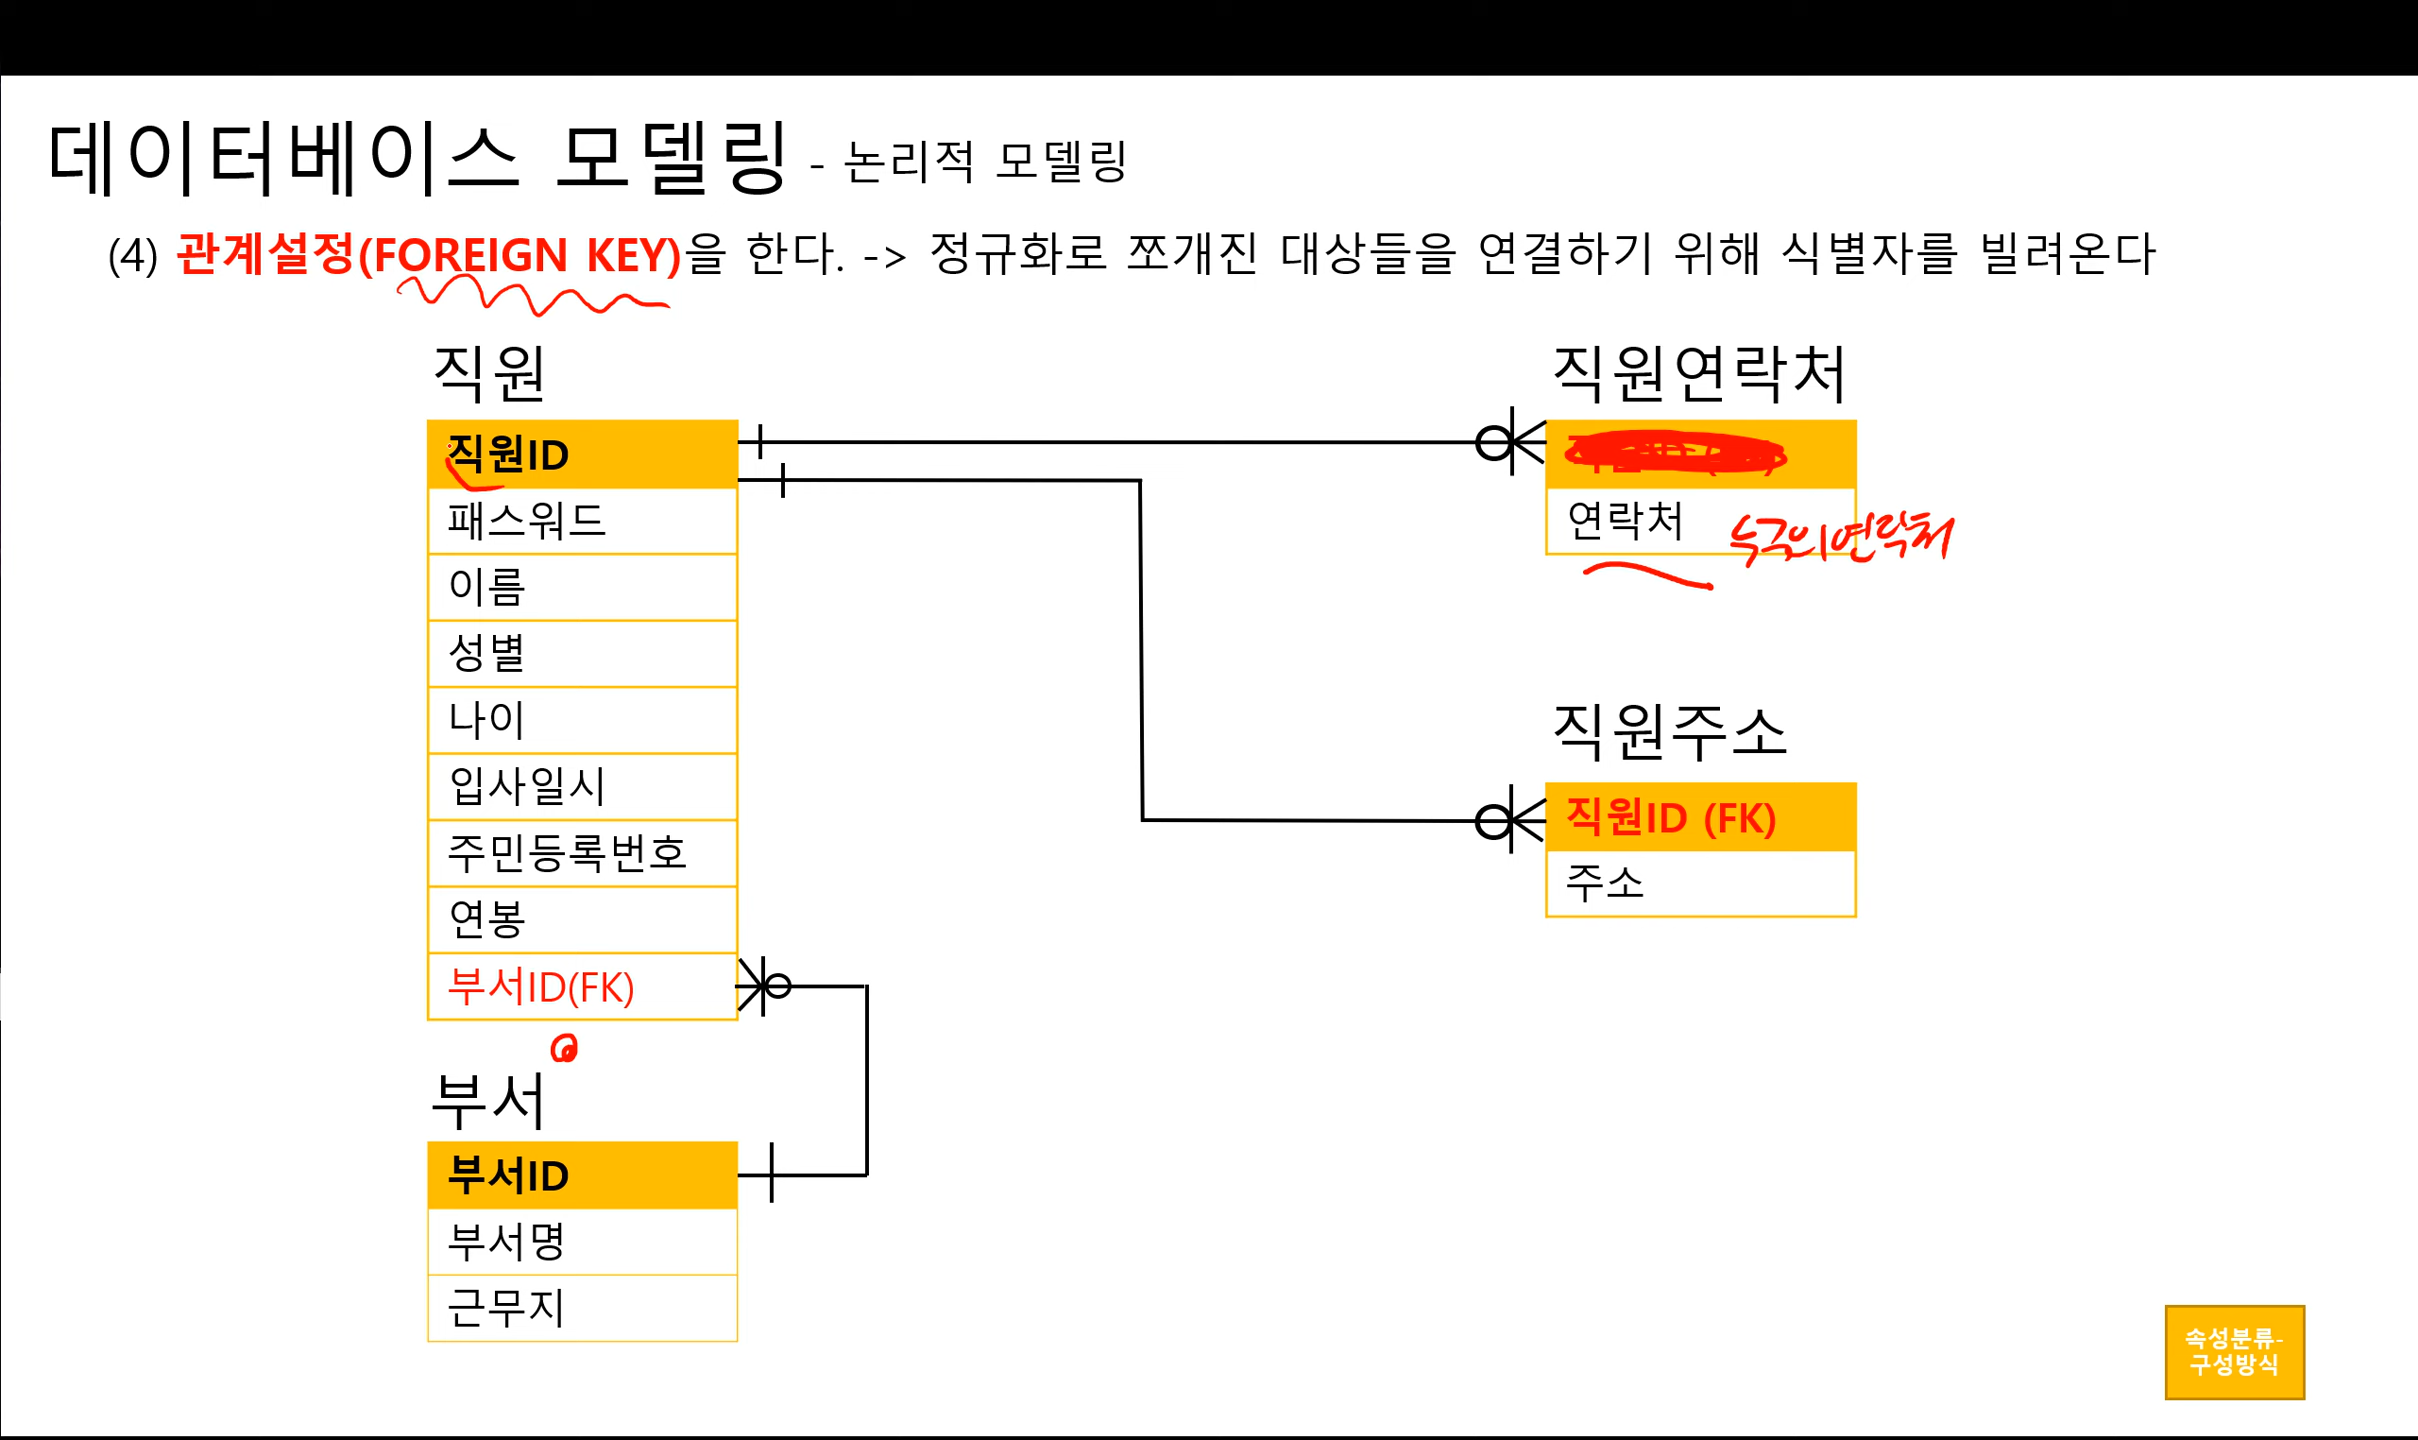 데이터베이스 모델링 - 논리적 모델링
(4) 관계설정(FOREIGN KEY)을 한다. -> 정규화로 쪼개진 대상들을 연결하기 위해 식별자를 빌려온다
직원
직원ID
패스워드
이름
성별
나이
입사일시
주민등록번호
연봉
부서ID(FK)
부서
부서ID
부서명
근무지
직원연락처
연락처
누구의 연락처
직원주소
직원ID (FK)
주소
속성분류-
구성방식